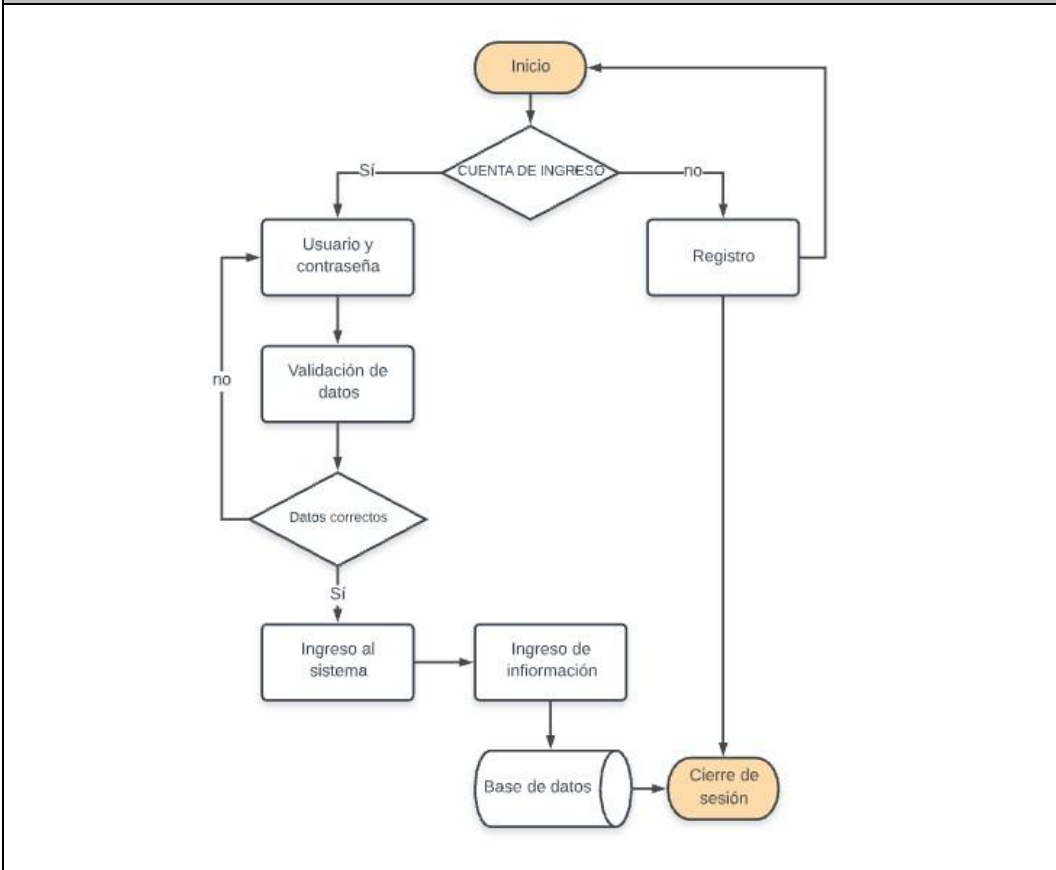 Inicio
CUENTA DE INGRESO
Sí
no
Usuario y
contraseña
Registro
Validación de
datos
no
Datos correctos
Sí
Ingreso al
sistema
Ingreso de
infiormación
Base de datos
Cierre de
sesión